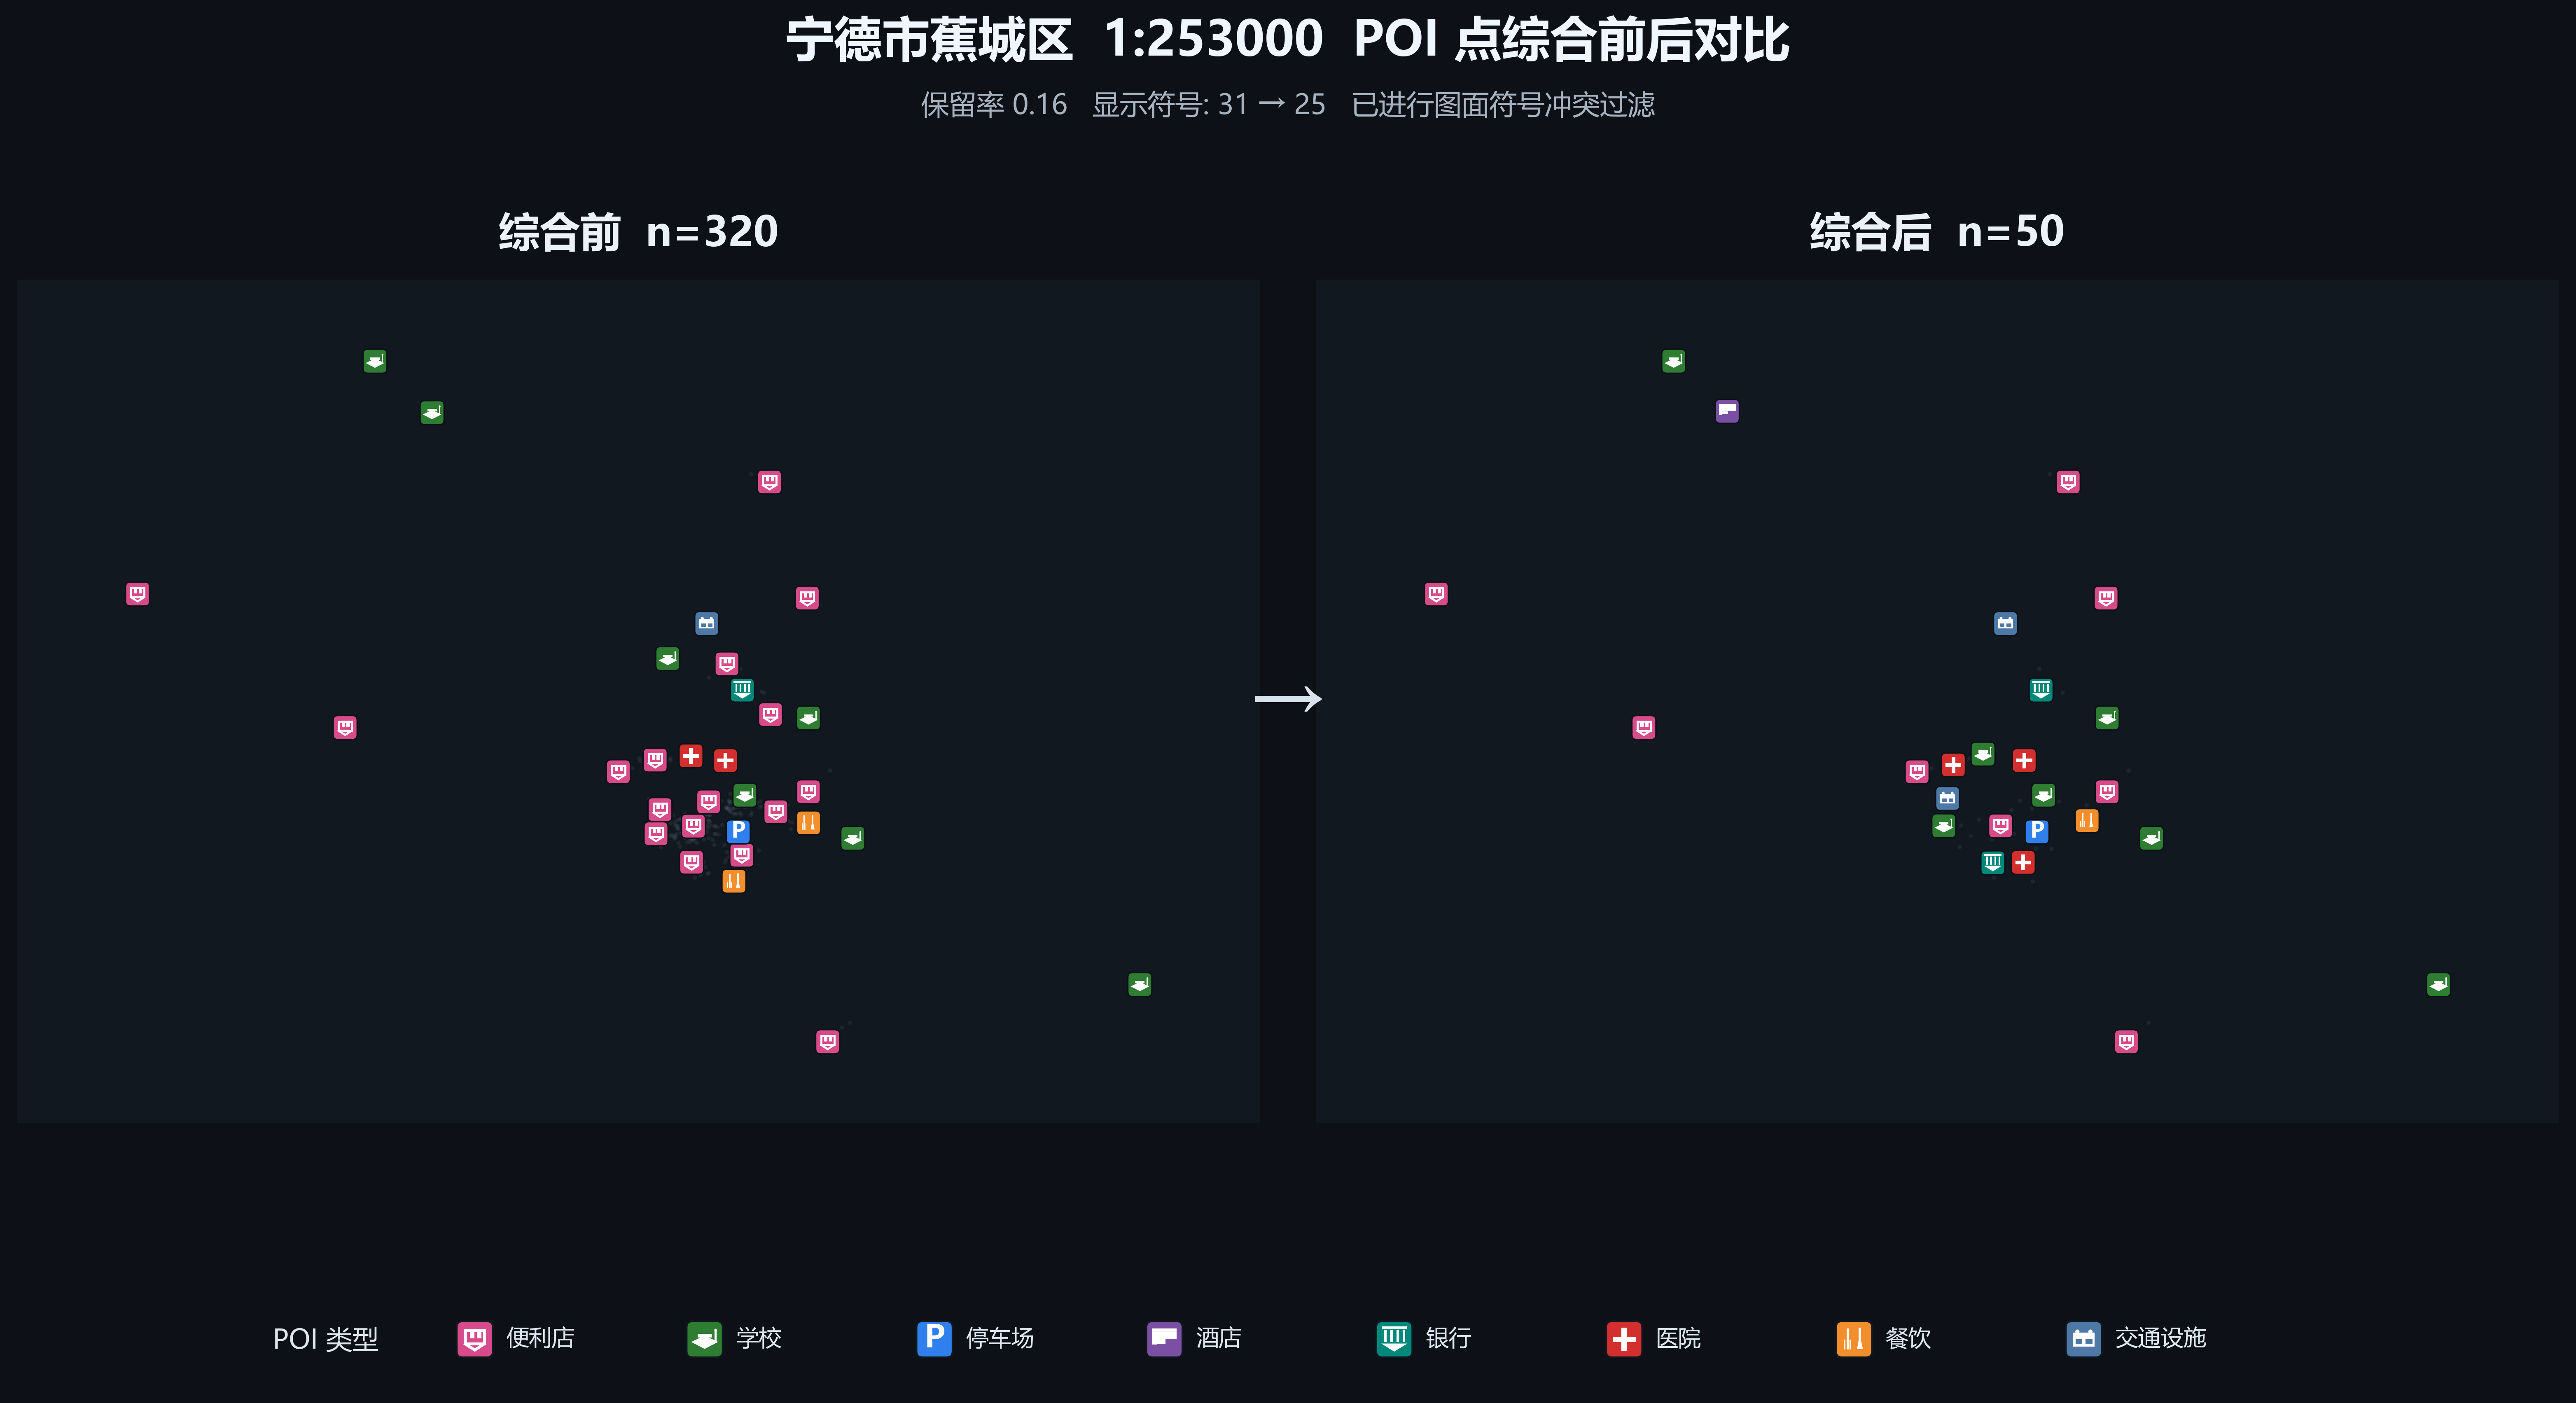 宁德市蕉城区 1:253000 POI 点综合前后对比
保留率 0.16 显示符号: 31 → 25 已进行图面符号冲突过滤
综合前 n=320
综合后 n=50
P
P
POI 类型 便利店 学校 P 停车场 酒店 银行 医院 餐饮 交通设施